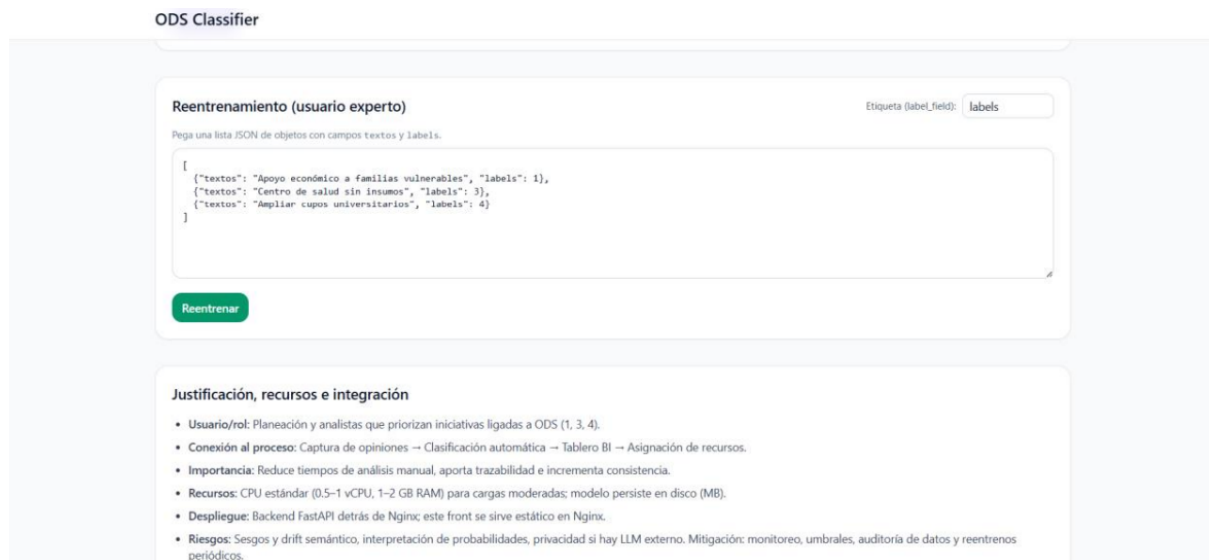 ODS Classifier
Reentrenamiento (usuario experto)
Etiqueta (label_field): labels
Pega una lista JSON de objetos con campos textos y labels.
[
{"textos": "Apoyo económico a familias vulnerables", "labels": 1},
{"textos": "Centro de salud sin insumos", "labels": 3},
{"textos": "Ampliar cupos universitarios", "labels": 4}
]
Reentrenar
Justificación, recursos e integración
• Usuario/rol: Planeación y analistas que priorizan iniciativas ligadas a ODS (1, 3, 4).
• Conexión al proceso: Captura de opiniones → Clasificación automática → Tablero BI → Asignación de recursos.
• Importancia: Reduce tiempos de análisis manual, aporta trazabilidad e incrementa consistencia.
• Recursos: CPU estándar (0.5–1 vCPU, 1–2 GB RAM) para cargas moderadas; modelo persiste en disco (MB).
• Despliegue: Backend FastAPI detrás de Nginx; este front se sirve estático en Nginx.
• Riesgos: Sesgos y drift semántico, interpretación de probabilidades, privacidad si hay LLM externo. Mitigación: monitoreo, umbrales, auditoría de datos y reentrenos
periódicos.